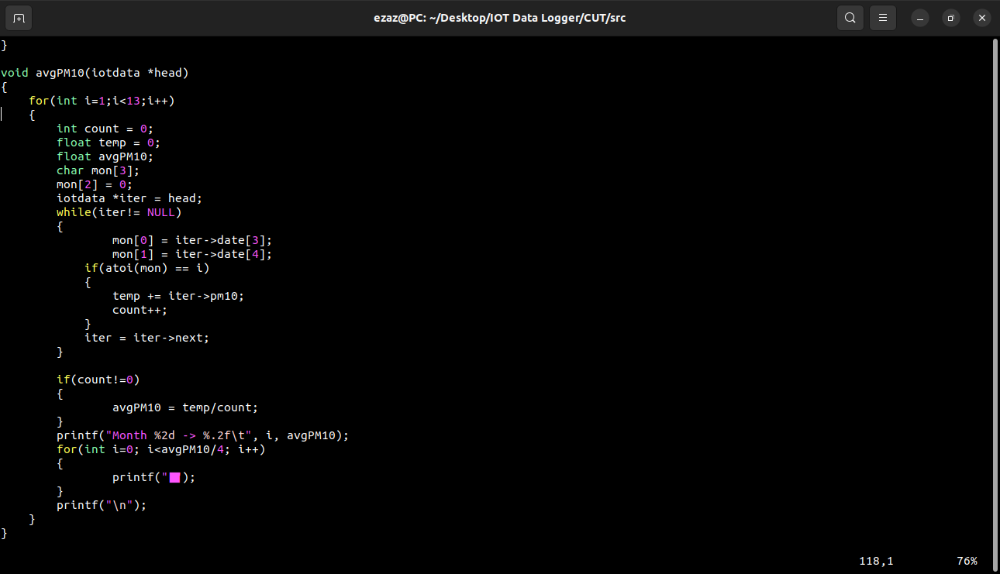 ezaz@PC: ~/Desktop/IOT Data Logger/CUT/src
}

void avgPM10(iotdata *head)
{
    for(int i=1;i<13;i++)
    {
        int count = 0;
        float temp = 0;
        float avgPM10;
        char mon[3];
        mon[2] = 0;
        iotdata *iter = head;
        while(iter!= NULL)
        {
                mon[0] = iter->date[3];
                mon[1] = iter->date[4];
            if(atoi(mon) == i)
            {
                temp += iter->pm10;
                count++;
            }
            iter = iter->next;
        }

        if(count!=0)
        {
                avgPM10 = temp/count;
        }
        printf("Month %2d -> %.2f\t", i, avgPM10);
        for(int i=0; i<avgPM10/4; i++)
        {
                printf("■");
        }
        printf("\n");
    }
}
118,1 76%